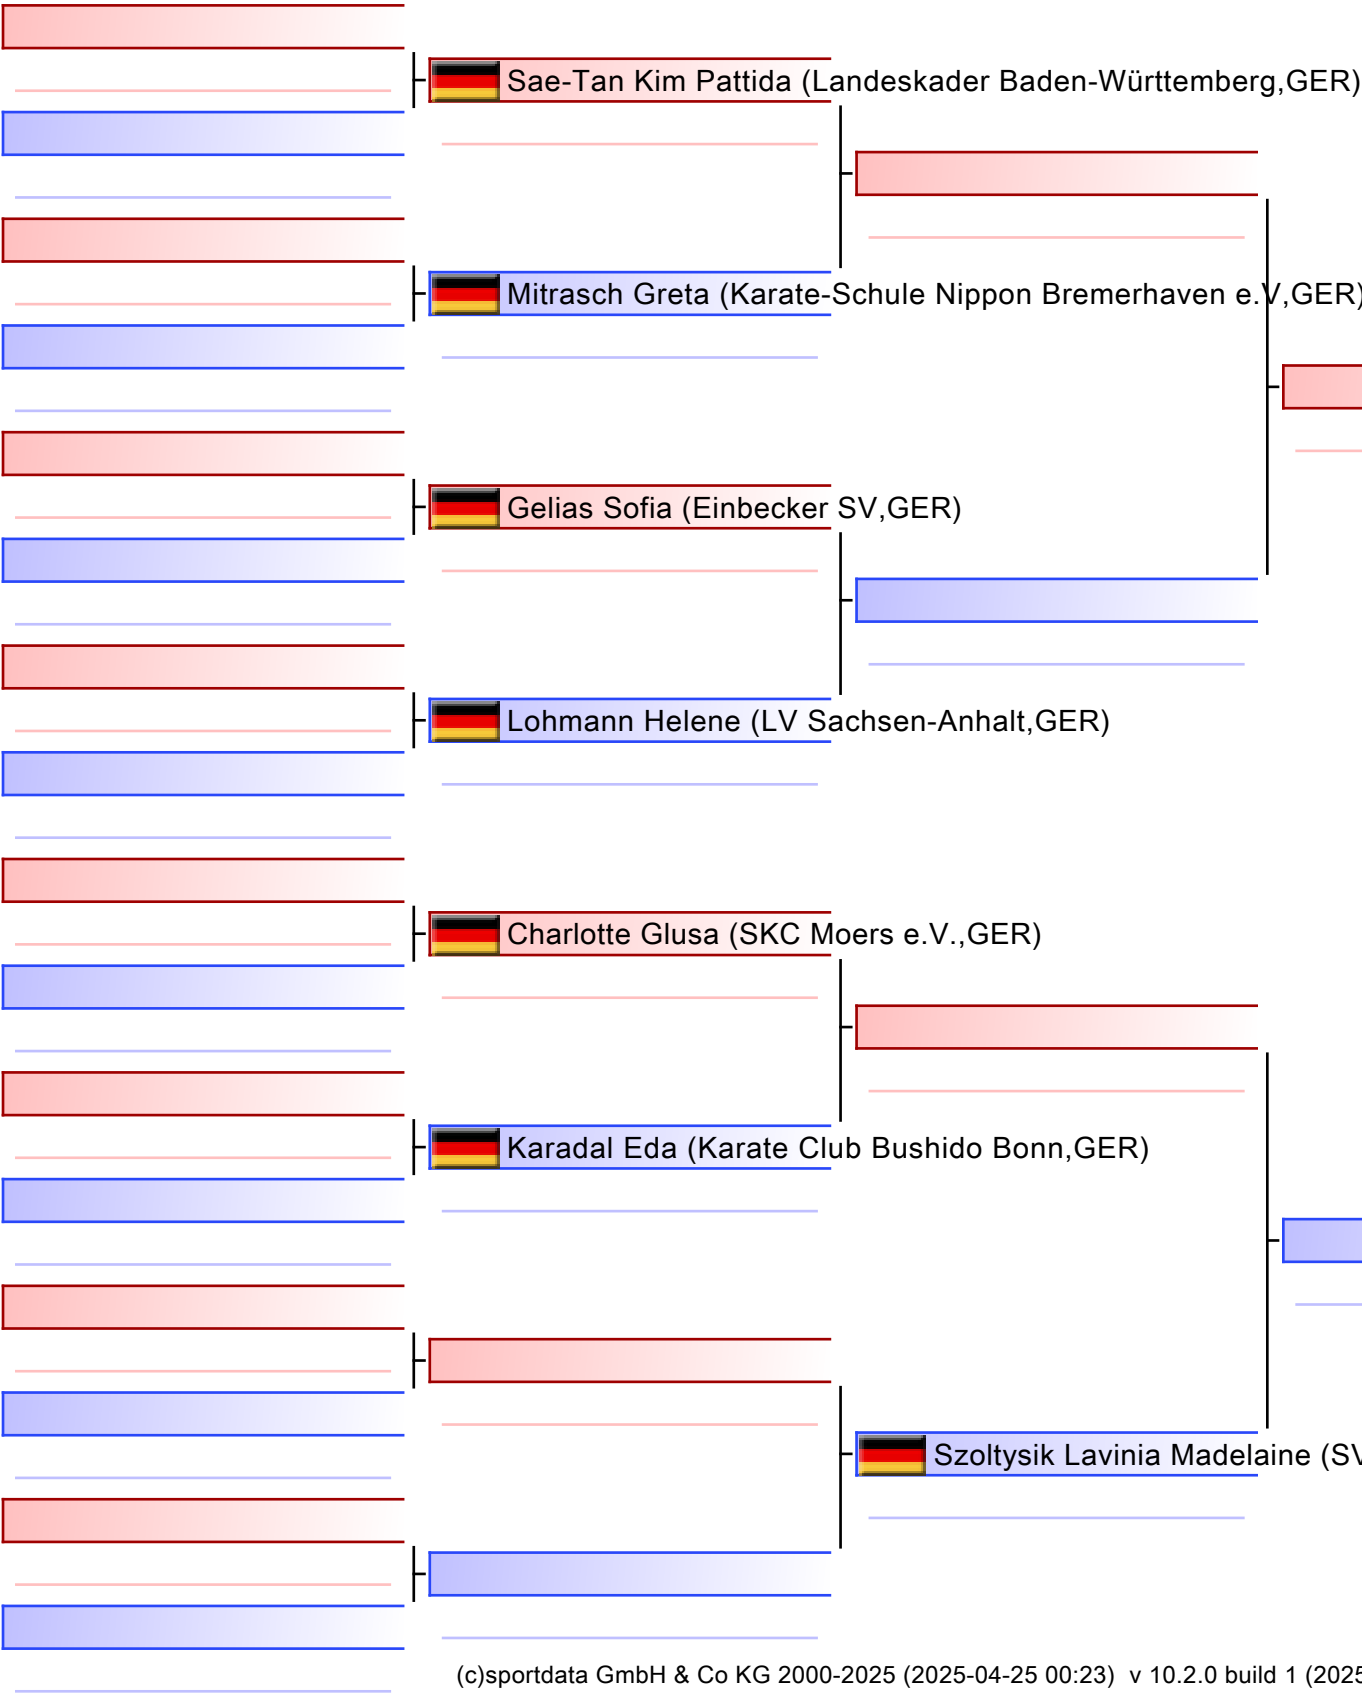 Sae-Tan Kim Pattida (Landeskader Baden-Württemberg,GER)
Mitrasch Greta (Karate-Schule Nippon Bremerhaven e.V,GER)
Gelias Sofia (Einbecker SV,GER)
Lohmann Helene (LV Sachsen-Anhalt,GER)
Charlotte Glusa (SKC Moers e.V.,GER)
Karadal Eda (Karate Club Bushido Bonn,GER)
Szoltysik Lavinia Madelaine (SV
(c)sportdata GmbH & Co KG 2000-2025 (2025-04-25 00:23) v 10.2.0 build 1 (2025